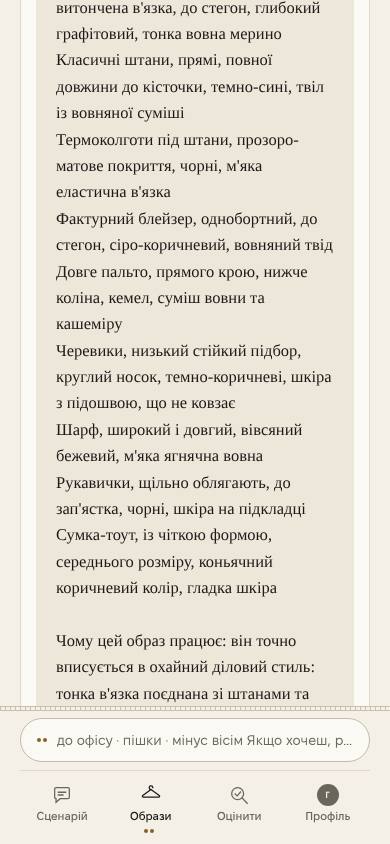 витончена в'язка, до стегон, глибокий
графітовий, тонка вовна мерино
Класичні штани, прямі, повної
довжини до кісточки, темно-сині, твіл
із вовняної суміші
Термоколготи під штани, прозоро-
матове покриття, чорні, м'яка
еластична в'язка
Фактурний блейзер, однобортний, до
стегон, сіро-коричневий, вовняний твід
Довге пальто, прямого крою, нижче
коліна, кемел, суміш вовни та
кашеміру
Черевики, низький стійкий підбор,
круглий носок, темно-коричневі, шкіра
з підошвою, що не ковзає
Шарф, широкий і довгий, вівсяний
бежевий, м'яка ягнячна вовна
Рукавички, щільно облягають, до
зап'ястка, чорні, шкіра на підкладці
Сумка-тоут, із чіткою формою,
середнього розміру, коньячний
коричневий колір, гладка шкіра
Чому цей образ працює: він точно
вписується в охайний діловий стиль:
тонка в'язка поєднана зі штанами та
до офісу · пішки · мінус вісім Якщо хочеш, р...
Сценарій
Образи
Оцінити
г
Профіль